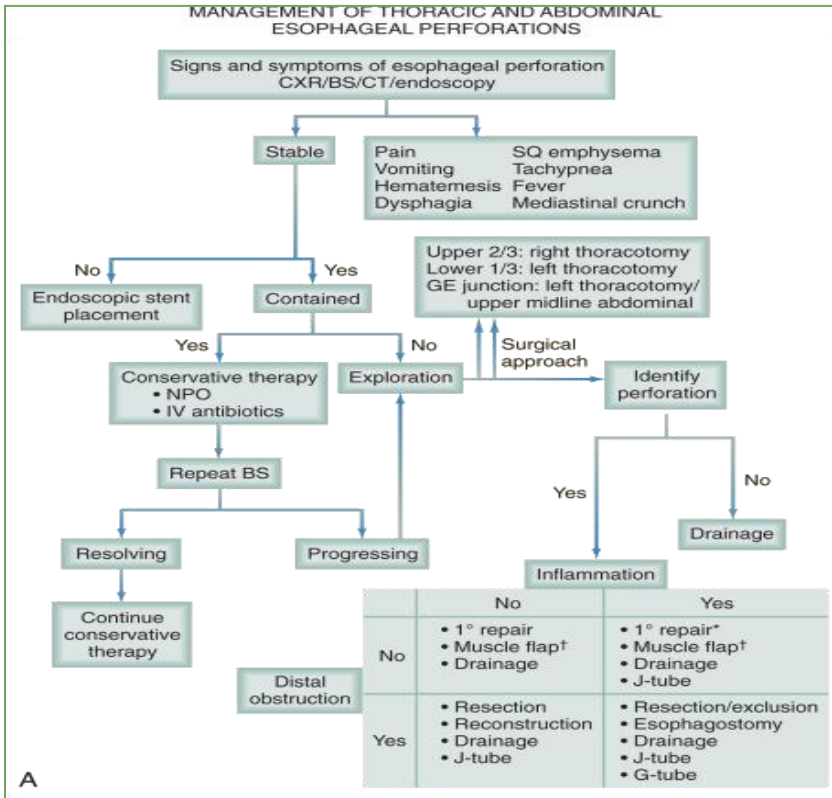 MANAGEMENT OF THORACIC AND ABDOMINAL
ESOPHAGEAL PERFORATIONS
Signs and symptoms of esophageal perforation
CXR/BS/CT/endoscopy
Stable
Pain SQ emphysema
Vomiting Tachypnea
Hematemesis Fever
Dysphagia Mediastinal crunch
No
Yes
Endoscopic stent
placement
Contained
Upper 2/3: right thoracotomy
Lower 1/3: left thoracotomy
GE junction: left thoracotomy/
upper midline abdominal
Yes
No
Surgical
approach
Conservative therapy
• NPO
• IV antibiotics
Exploration
Identify
perforation
Repeat BS
Yes
No
Resolving
Progressing
Drainage
Inflammation
Continue
conservative
therapy
No
Yes
Distal
obstruction
No
• 1° repair
• Muscle flap†
• Drainage
• 1° repair*
• Muscle flap†
• Drainage
• J-tube
Yes
• Resection
• Reconstruction
• Drainage
• J-tube
• Resection/exclusion
• Esophagostomy
• Drainage
• J-tube
• G-tube
A